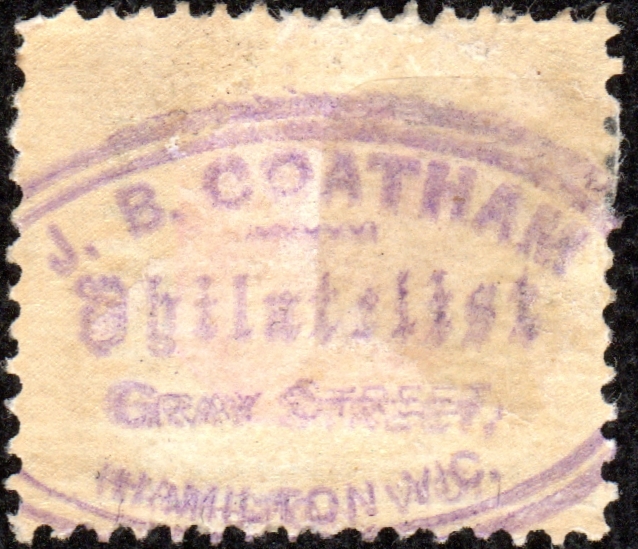 J. B. COATHAM
Philatelist
GRAY STREET,
HAMILTON, VIC.